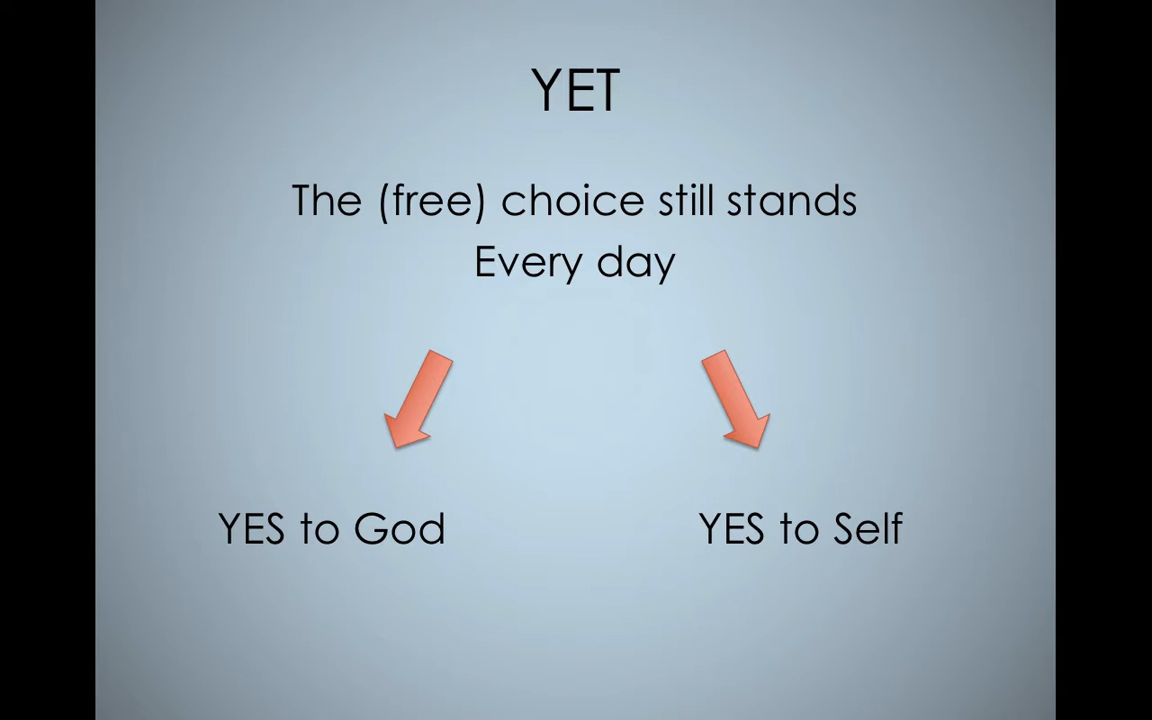 YET
The (free) choice still stands
Every day
YES to God
YES to Self